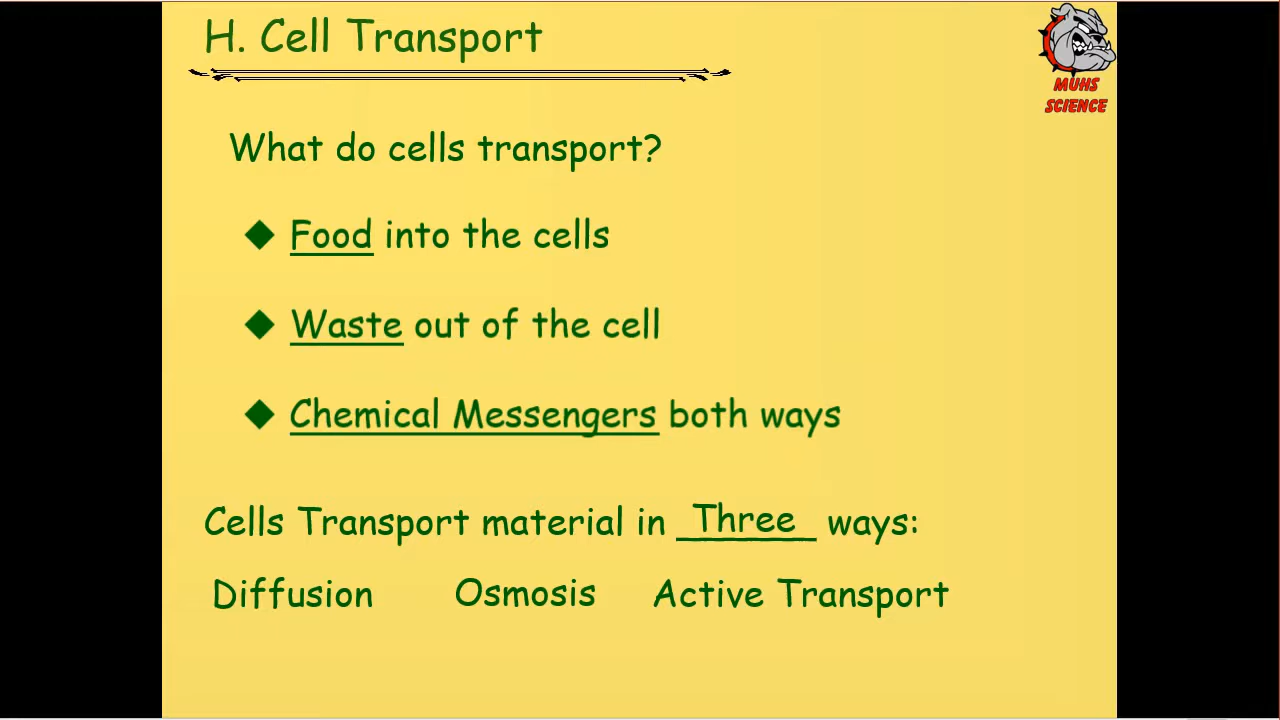 H. Cell Transport
MUHS
SCIENCE
What do cells transport?
Food into the cells
Waste out of the cell
Chemical Messengers both ways
Cells Transport material in Three ways:
Diffusion Osmosis Active Transport